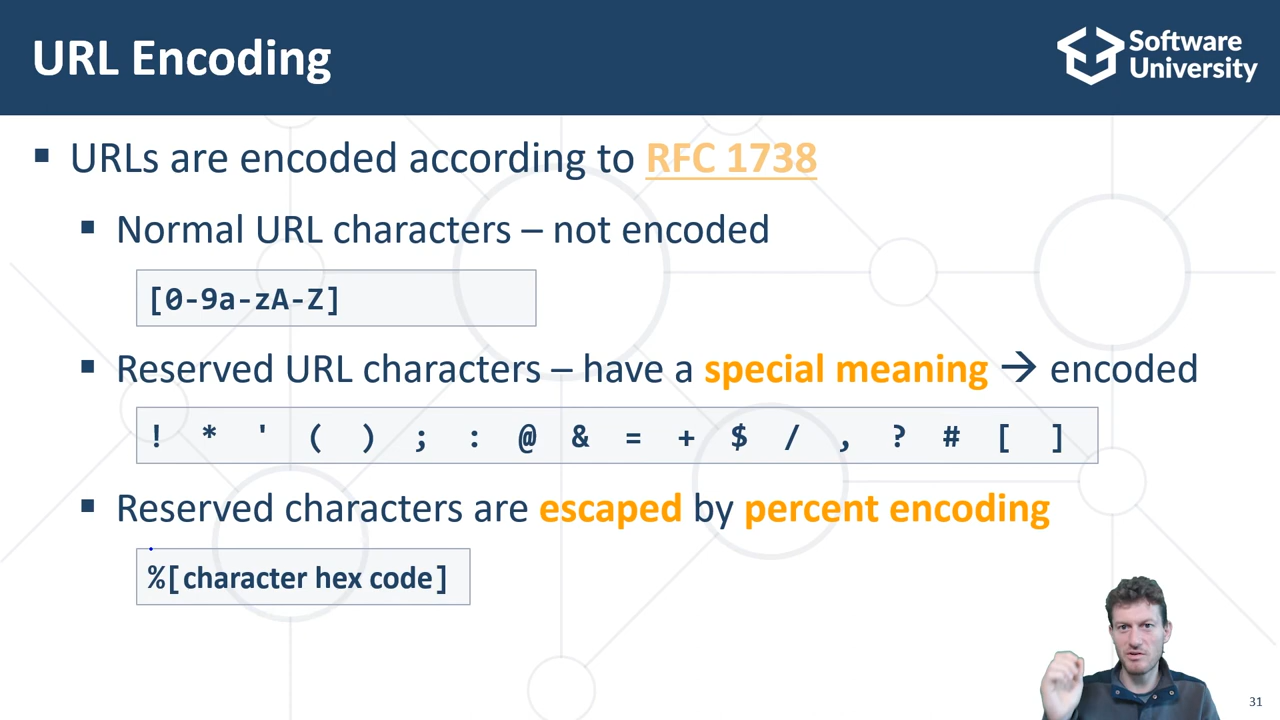 URL Encoding
Software
University
▪ URLs are encoded according to RFC 1738
▪ Normal URL characters – not encoded
[0-9a-zA-Z]
▪ Reserved URL characters – have a special meaning → encoded
! * ' ( ) ; : @ & = + $ / , ? # [ ]
▪ Reserved characters are escaped by percent encoding
%[character hex code]
31